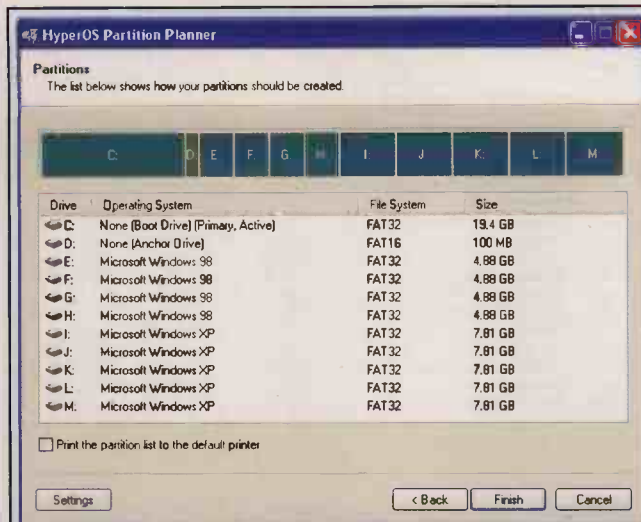 HyperOS Partition Planner
Partitions
The list below shows how your partitions should be created.
C: D: E: F: G: H: I: J: K: L: M:
Drive Operating System File System Size
C: None (Boot Drive) (Primary, Active) FAT32 19.4 GB
D: None (Anchor Drive) FAT16 100 MB
E: Microsoft Windows 98 FAT32 4.88 GB
F: Microsoft Windows 98 FAT32 4.88 GB
G: Microsoft Windows 98 FAT32 4.88 GB
H: Microsoft Windows 98 FAT32 4.88 GB
I: Microsoft Windows XP FAT32 7.81 GB
J: Microsoft Windows XP FAT32 7.81 GB
K: Microsoft Windows XP FAT32 7.81 GB
L: Microsoft Windows XP FAT32 7.81 GB
M: Microsoft Windows XP FAT32 7.81 GB
Print the partition list to the default printer
Settings < Back Finish Cancel